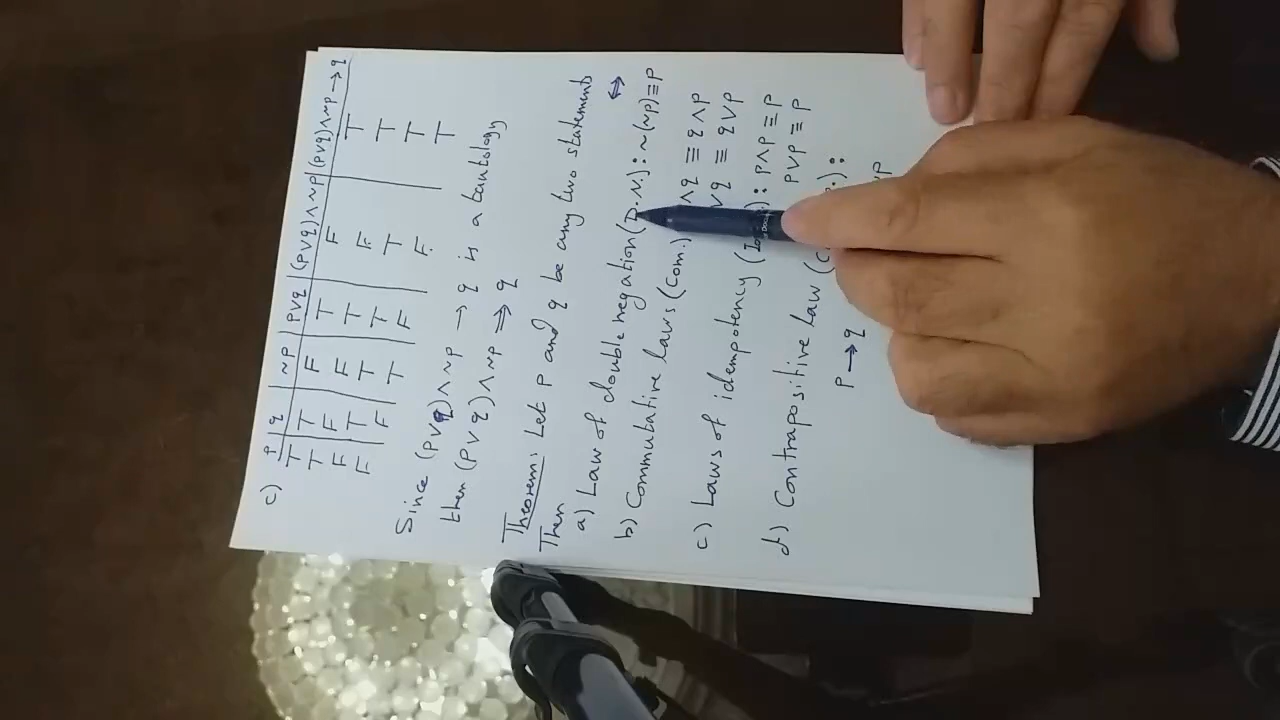 c)
p | q | ~p | p∨q | (p∨q)∧~p | (p∨q)∧~p → q
T | T | F | T | F | T
T | F | F | T | F | T
F | T | T | T | T | T
F | F | T | F | F | T
Since (p∨q)∧~p → q is a tautology
then (p∨q)∧~p ⇒ q
Theorem: Let p and q be any two statements
Then ↔
a) Law of double negation (D.N.): ~(~p) ≡ p
b) Commutative laws (Com.) ∧q ≡ q∧p
∨q ≡ q∨p
c) Laws of idempotency ( .): p∧p ≡ p
p∨p ≡ p
d) Contrapositive Law ( .):
p → q ~p